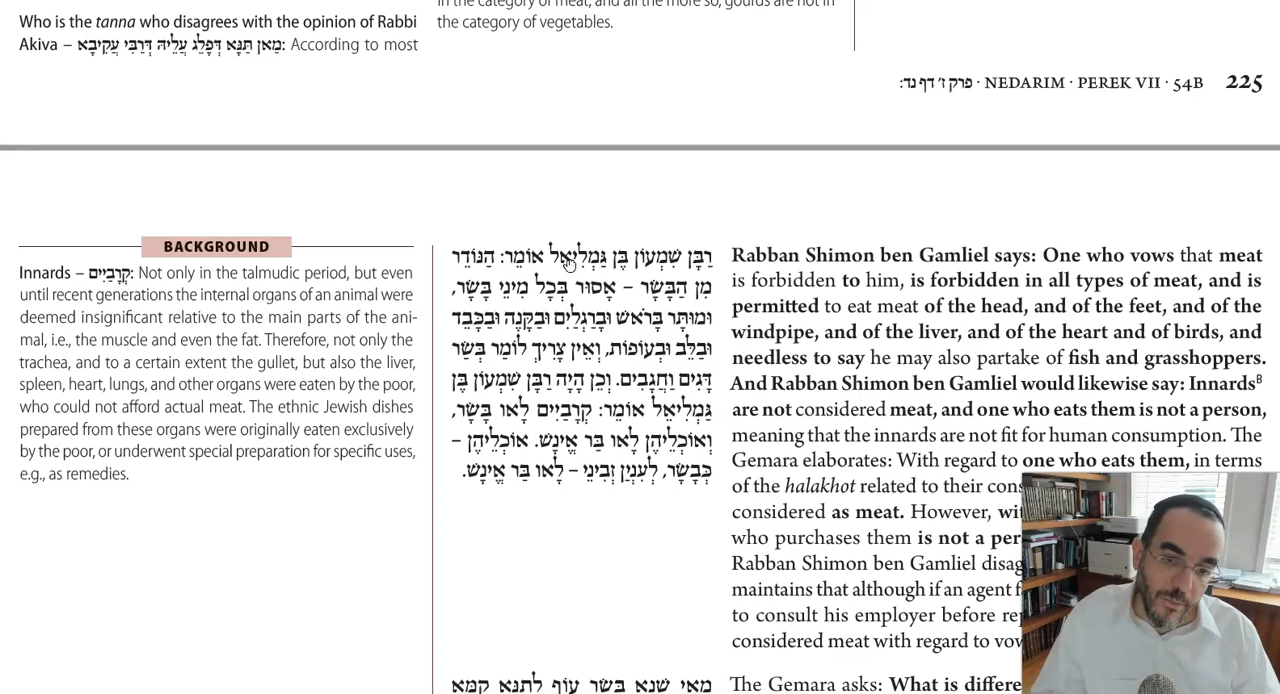 Who is the tanna who disagrees with the opinion of Rabbi
Akiva – מַאן תַּנָּא דְּפָלֵג עֲלֵיהּ דְּרַבִּי עֲקִיבָא: According to most
in the category of meat, and all the more so, gourds are not in
the category of vegetables.
פרק ז׳ דף נד: · NEDARIM · PEREK VII · 54B 225
BACKGROUND
Innards – קְרָבַיִים: Not only in the talmudic period, but even
until recent generations the internal organs of an animal were
deemed insignificant relative to the main parts of the ani-
mal, i.e., the muscle and even the fat. Therefore, not only the
trachea, and to a certain extent the gullet, but also the liver,
spleen, heart, lungs, and other organs were eaten by the poor,
who could not afford actual meat. The ethnic Jewish dishes
prepared from these organs were originally eaten exclusively
by the poor, or underwent special preparation for specific uses,
e.g., as remedies.
רַבָּן שִׁמְעוֹן בֶּן גַּמְלִיאֵל אוֹמֵר: הַנּוֹדֵר
מִן הַבָּשָׂר – אָסוּר בְּכׇל מִינֵי בָּשָׂר,
וּמוּתָּר בָּרֹאשׁ וּבָרַגְלַיִם וּבַקָּנֶה וּבַכָּבֵד
וּבַלֵּב וּבְעוֹפוֹת, וְאֵין צָרִיךְ לוֹמַר בְּשַׂר
דָּגִים וַחֲגָבִים. וְכֵן הָיָה רַבָּן שִׁמְעוֹן בֶּן
גַּמְלִיאֵל אוֹמֵר: קְרָבַיִים לָאו בָּשָׂר,
וְאוֹכְלֵיהֶן לָאו בַּר אֱינָשׁ. אוֹכְלֵיהֶן –
כְּבָשָׂר, לְעִנְיַן זְבִינֵי – לָאו בַּר אֱינָשׁ.
מַאי שְׁנָא בְּשַׂר עוֹף לְתַנָּא קַמָּא
Rabban Shimon ben Gamliel says: One who vows that meat
is forbidden to him, is forbidden in all types of meat, and is
permitted to eat meat of the head, and of the feet, and of the
windpipe, and of the liver, and of the heart and of birds, and
needless to say he may also partake of fish and grasshoppers.
And Rabban Shimon ben Gamliel would likewise say: Innardsᴮ
are not considered meat, and one who eats them is not a person,
meaning that the innards are not fit for human consumption. The
Gemara elaborates: With regard to one who eats them, in terms
of the halakhot related to their
considered as meat. However,
who purchases them is not a
Rabban Shimon ben Gamliel
maintains that although if an agent
to consult his employer before
considered meat with regard to
The Gemara asks: What is